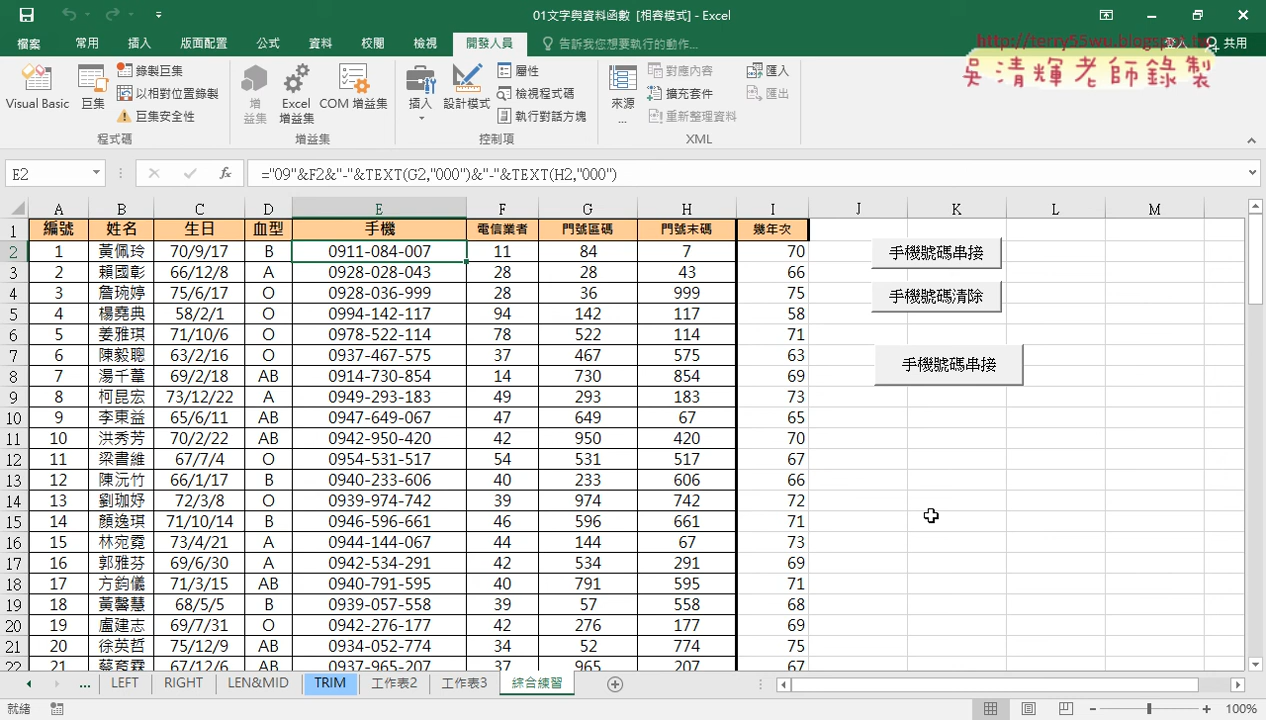 01文字與資料函數 [相容模式] - Excel
檔案 常用 插入 版面配置 公式 資料 校閱 檢視 開發人員 告訴我您想要執行的動作... 登入 共用
http://terry55wu.blogspot.tw
吳清輝老師錄製
Visual Basic 巨集 錄製巨集 以相對位置錄製 巨集安全性 程式碼
增益集 Excel 增益集 COM 增益集 增益集
插入 設計模式 屬性 檢視程式碼 執行對話方塊 控制項
來源... 對應內容 擴充套件 重新整理資料 匯入 匯出 XML
E2 fx ="09"&F2&"-"&TEXT(G2,"000")&"-"&TEXT(H2,"000")
A B C D E F G H I J K L M
1 編號 姓名 生日 血型 手機 電信業者 門號區碼 門號末碼 幾年次
2 1 黃佩玲 70/9/17 B 0911-084-007 11 84 7 70
3 2 賴國彰 66/12/8 A 0928-028-043 28 28 43 66
4 3 詹琬婷 75/6/17 O 0928-036-999 28 36 999 75
5 4 楊堯典 58/2/1 O 0994-142-117 94 142 117 58
6 5 姜雅琪 71/10/6 O 0978-522-114 78 522 114 71
7 6 陳毅聰 63/2/16 O 0937-467-575 37 467 575 63
8 7 湯千葦 69/2/18 AB 0914-730-854 14 730 854 69
9 8 柯昆宏 73/12/22 A 0949-293-183 49 293 183 73
10 9 李東益 65/6/11 AB 0947-649-067 47 649 67 65
11 10 洪秀芳 70/2/22 AB 0942-950-420 42 950 420 70
12 11 梁書維 67/7/4 O 0954-531-517 54 531 517 67
13 12 陳沅竹 66/1/17 B 0940-233-606 40 233 606 66
14 13 劉珈妤 72/3/8 O 0939-974-742 39 974 742 72
15 14 顏逸琪 71/10/14 B 0946-596-661 46 596 661 71
16 15 林宛霓 73/4/21 A 0944-144-067 44 144 67 73
17 16 郭雅芬 69/6/30 A 0942-534-291 42 534 291 69
18 17 方鈞儀 71/3/15 AB 0940-791-595 40 791 595 71
19 18 黃馨慧 68/5/5 B 0939-057-558 39 57 558 68
20 19 盧建志 69/7/31 O 0942-276-177 42 276 177 69
21 20 徐英哲 75/12/9 AB 0934-052-774 34 52 774 75
22 21 67/12/6 AB 0937-965-207 37 965 207 67
手機號碼串接
手機號碼清除
手機號碼串接
... LEFT RIGHT LEN&MID TRIM 工作表2 工作表3 綜合練習
就緒 100%